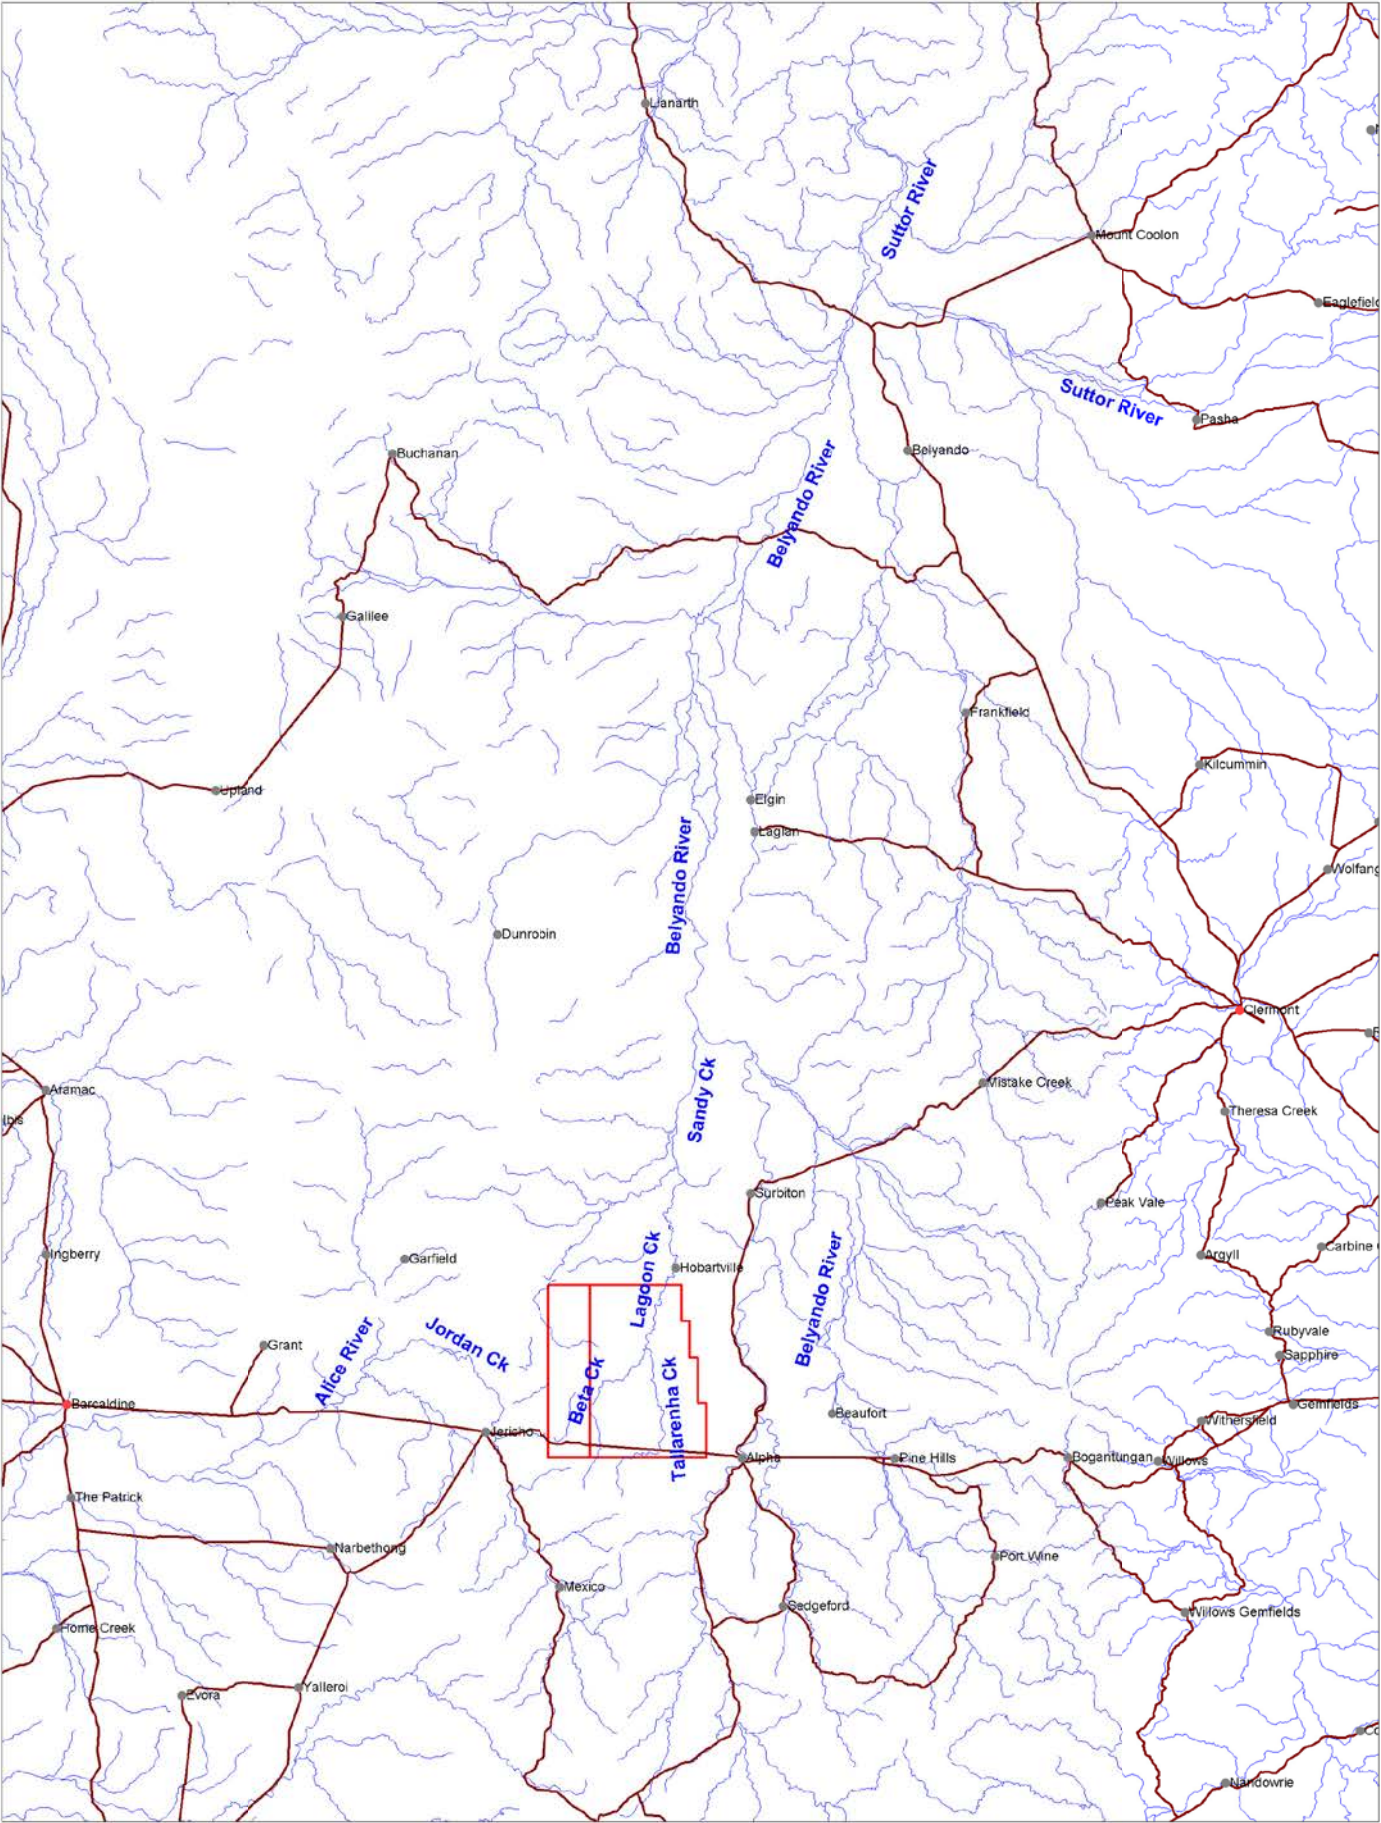 Llanarth
Suttor River
Mount Coolon
Eaglefield
Suttor River
Pasha
Belyando
Buchanan
Belyando River
Galilee
Frankfield
Kilcummin
Upland
Elgin
Laglan
Belyando River
Wolfang
Dunrobin
Clermont
Sandy Ck
Mistake Creek
Aramac
Theresa Creek
Ibis
Surbiton
Peak Vale
Lagoon Ck
Belyando River
Carbine
Ingberry
Garfield
Argyll
Hobartville
Alice River
Jordan Ck
Rubyvale
Grant
Sapphire
Beta Ck
Tallarenha Ck
Barcaldine
Gemfields
Beaufort
Withersfield
Jericho
Alpha
Pine Hills
Bogantungan
Willows
The Patrick
Narbethong
Port Wine
Mexico
Sedgeford
Willows Gemfields
Home Creek
Yalleroi
Evora
Co
Nandowrie